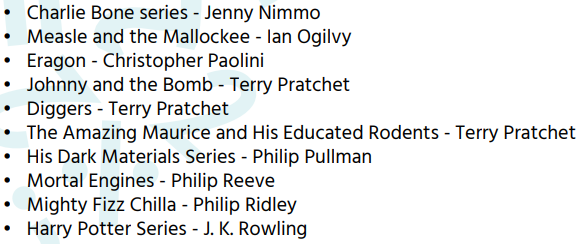 • Charlie Bone series - Jenny Nimmo
• Measle and the Mallockee - Ian Ogilvy
• Eragon - Christopher Paolini
• Johnny and the Bomb - Terry Pratchet
• Diggers - Terry Pratchet
• The Amazing Maurice and His Educated Rodents - Terry Pratchet
• His Dark Materials Series - Philip Pullman
• Mortal Engines - Philip Reeve
• Mighty Fizz Chilla - Philip Ridley
• Harry Potter Series - J. K. Rowling